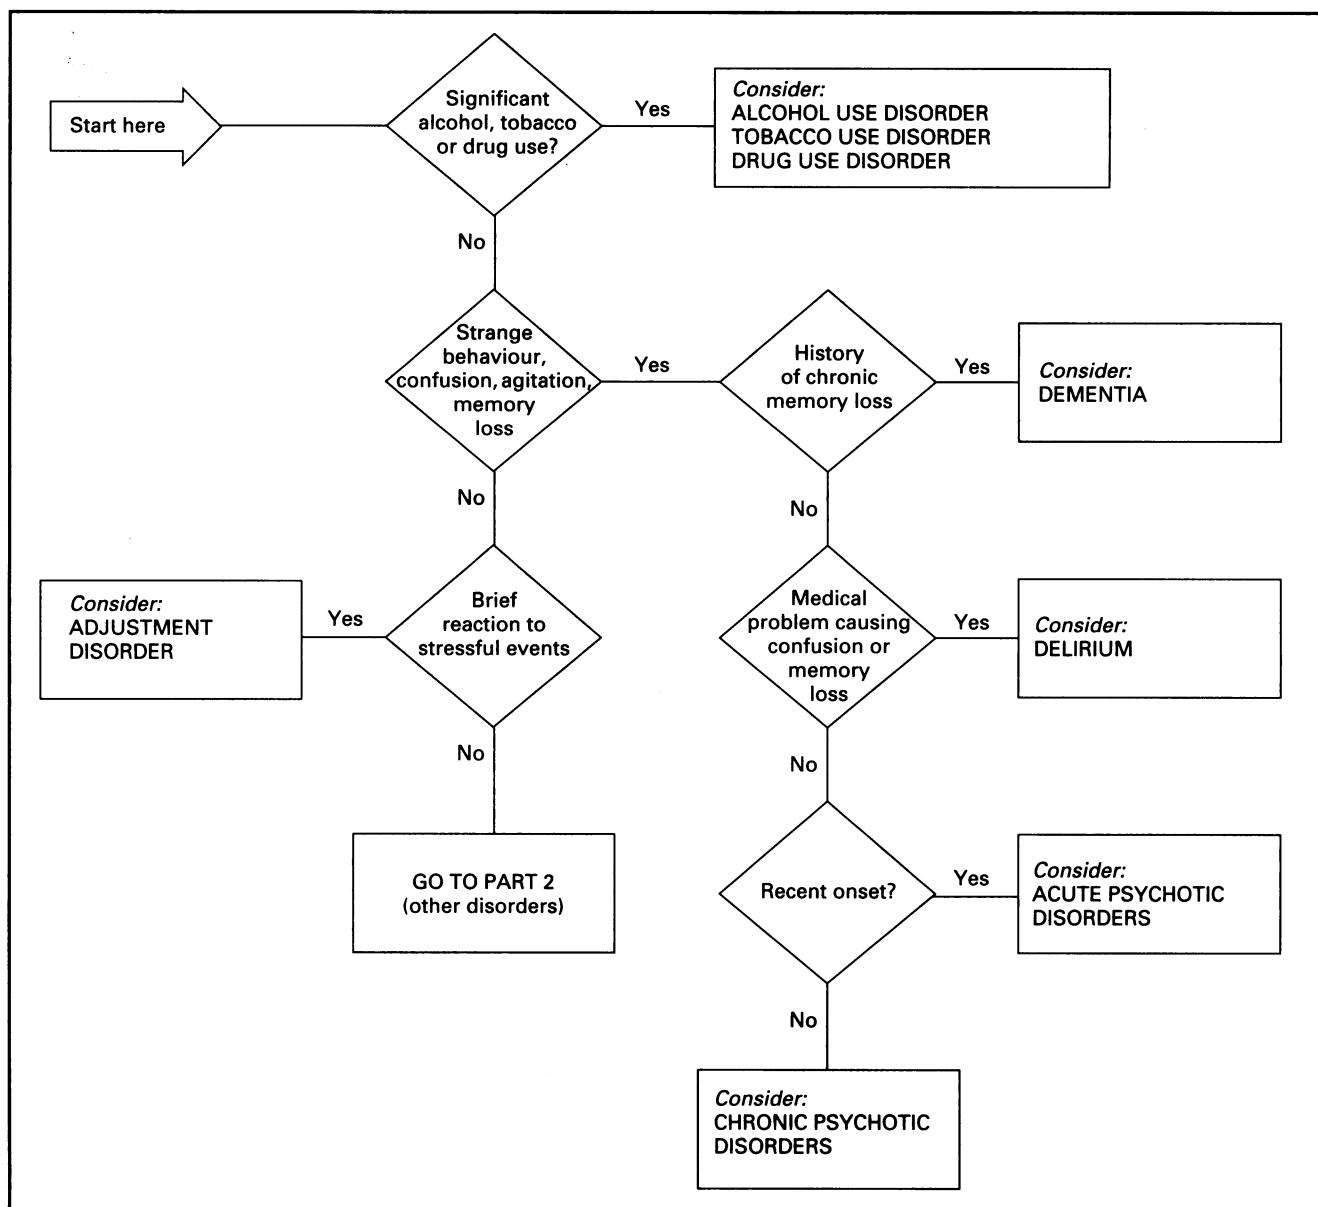 Start here
Significant
alcohol, tobacco
or drug use?
Yes
Consider:
ALCOHOL USE DISORDER
TOBACCO USE DISORDER
DRUG USE DISORDER
No
Strange
behaviour,
confusion, agitation,
memory
loss
Yes
History
of chronic
memory loss
Yes
Consider:
DEMENTIA
No
No
Consider:
ADJUSTMENT
DISORDER
Yes
Brief
reaction to
stressful events
Medical
problem causing
confusion or
memory
loss
Yes
Consider:
DELIRIUM
No
No
GO TO PART 2
(other disorders)
Recent onset?
Yes
Consider:
ACUTE PSYCHOTIC
DISORDERS
No
Consider:
CHRONIC PSYCHOTIC
DISORDERS